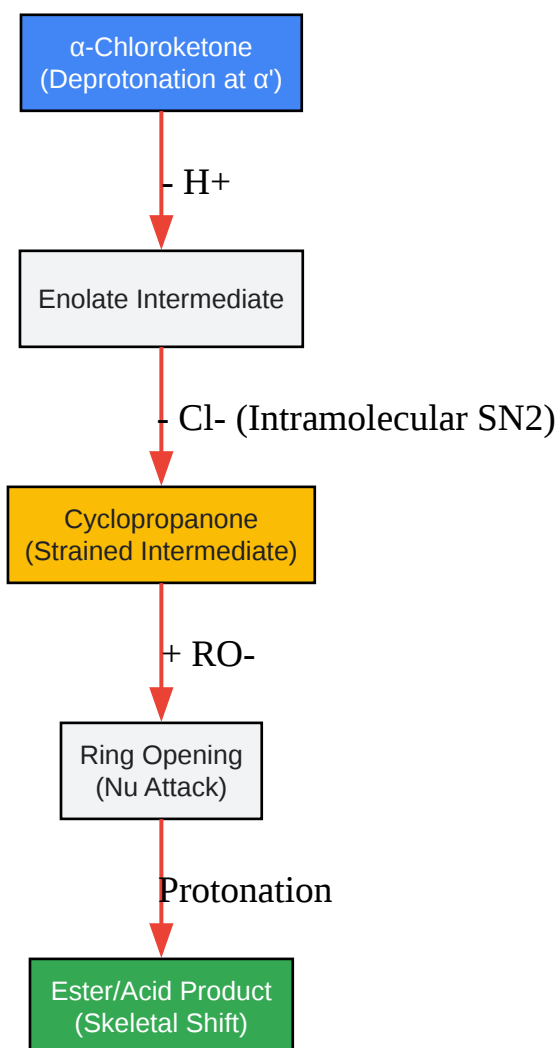 α-Chloroketone
(Deprotonation at α')
- H+
Enolate Intermediate
- Cl- (Intramolecular SN2)
Cyclopropanone
(Strained Intermediate)
+ RO-
Ring Opening
(Nu Attack)
Protonation
Ester/Acid Product
(Skeletal Shift)